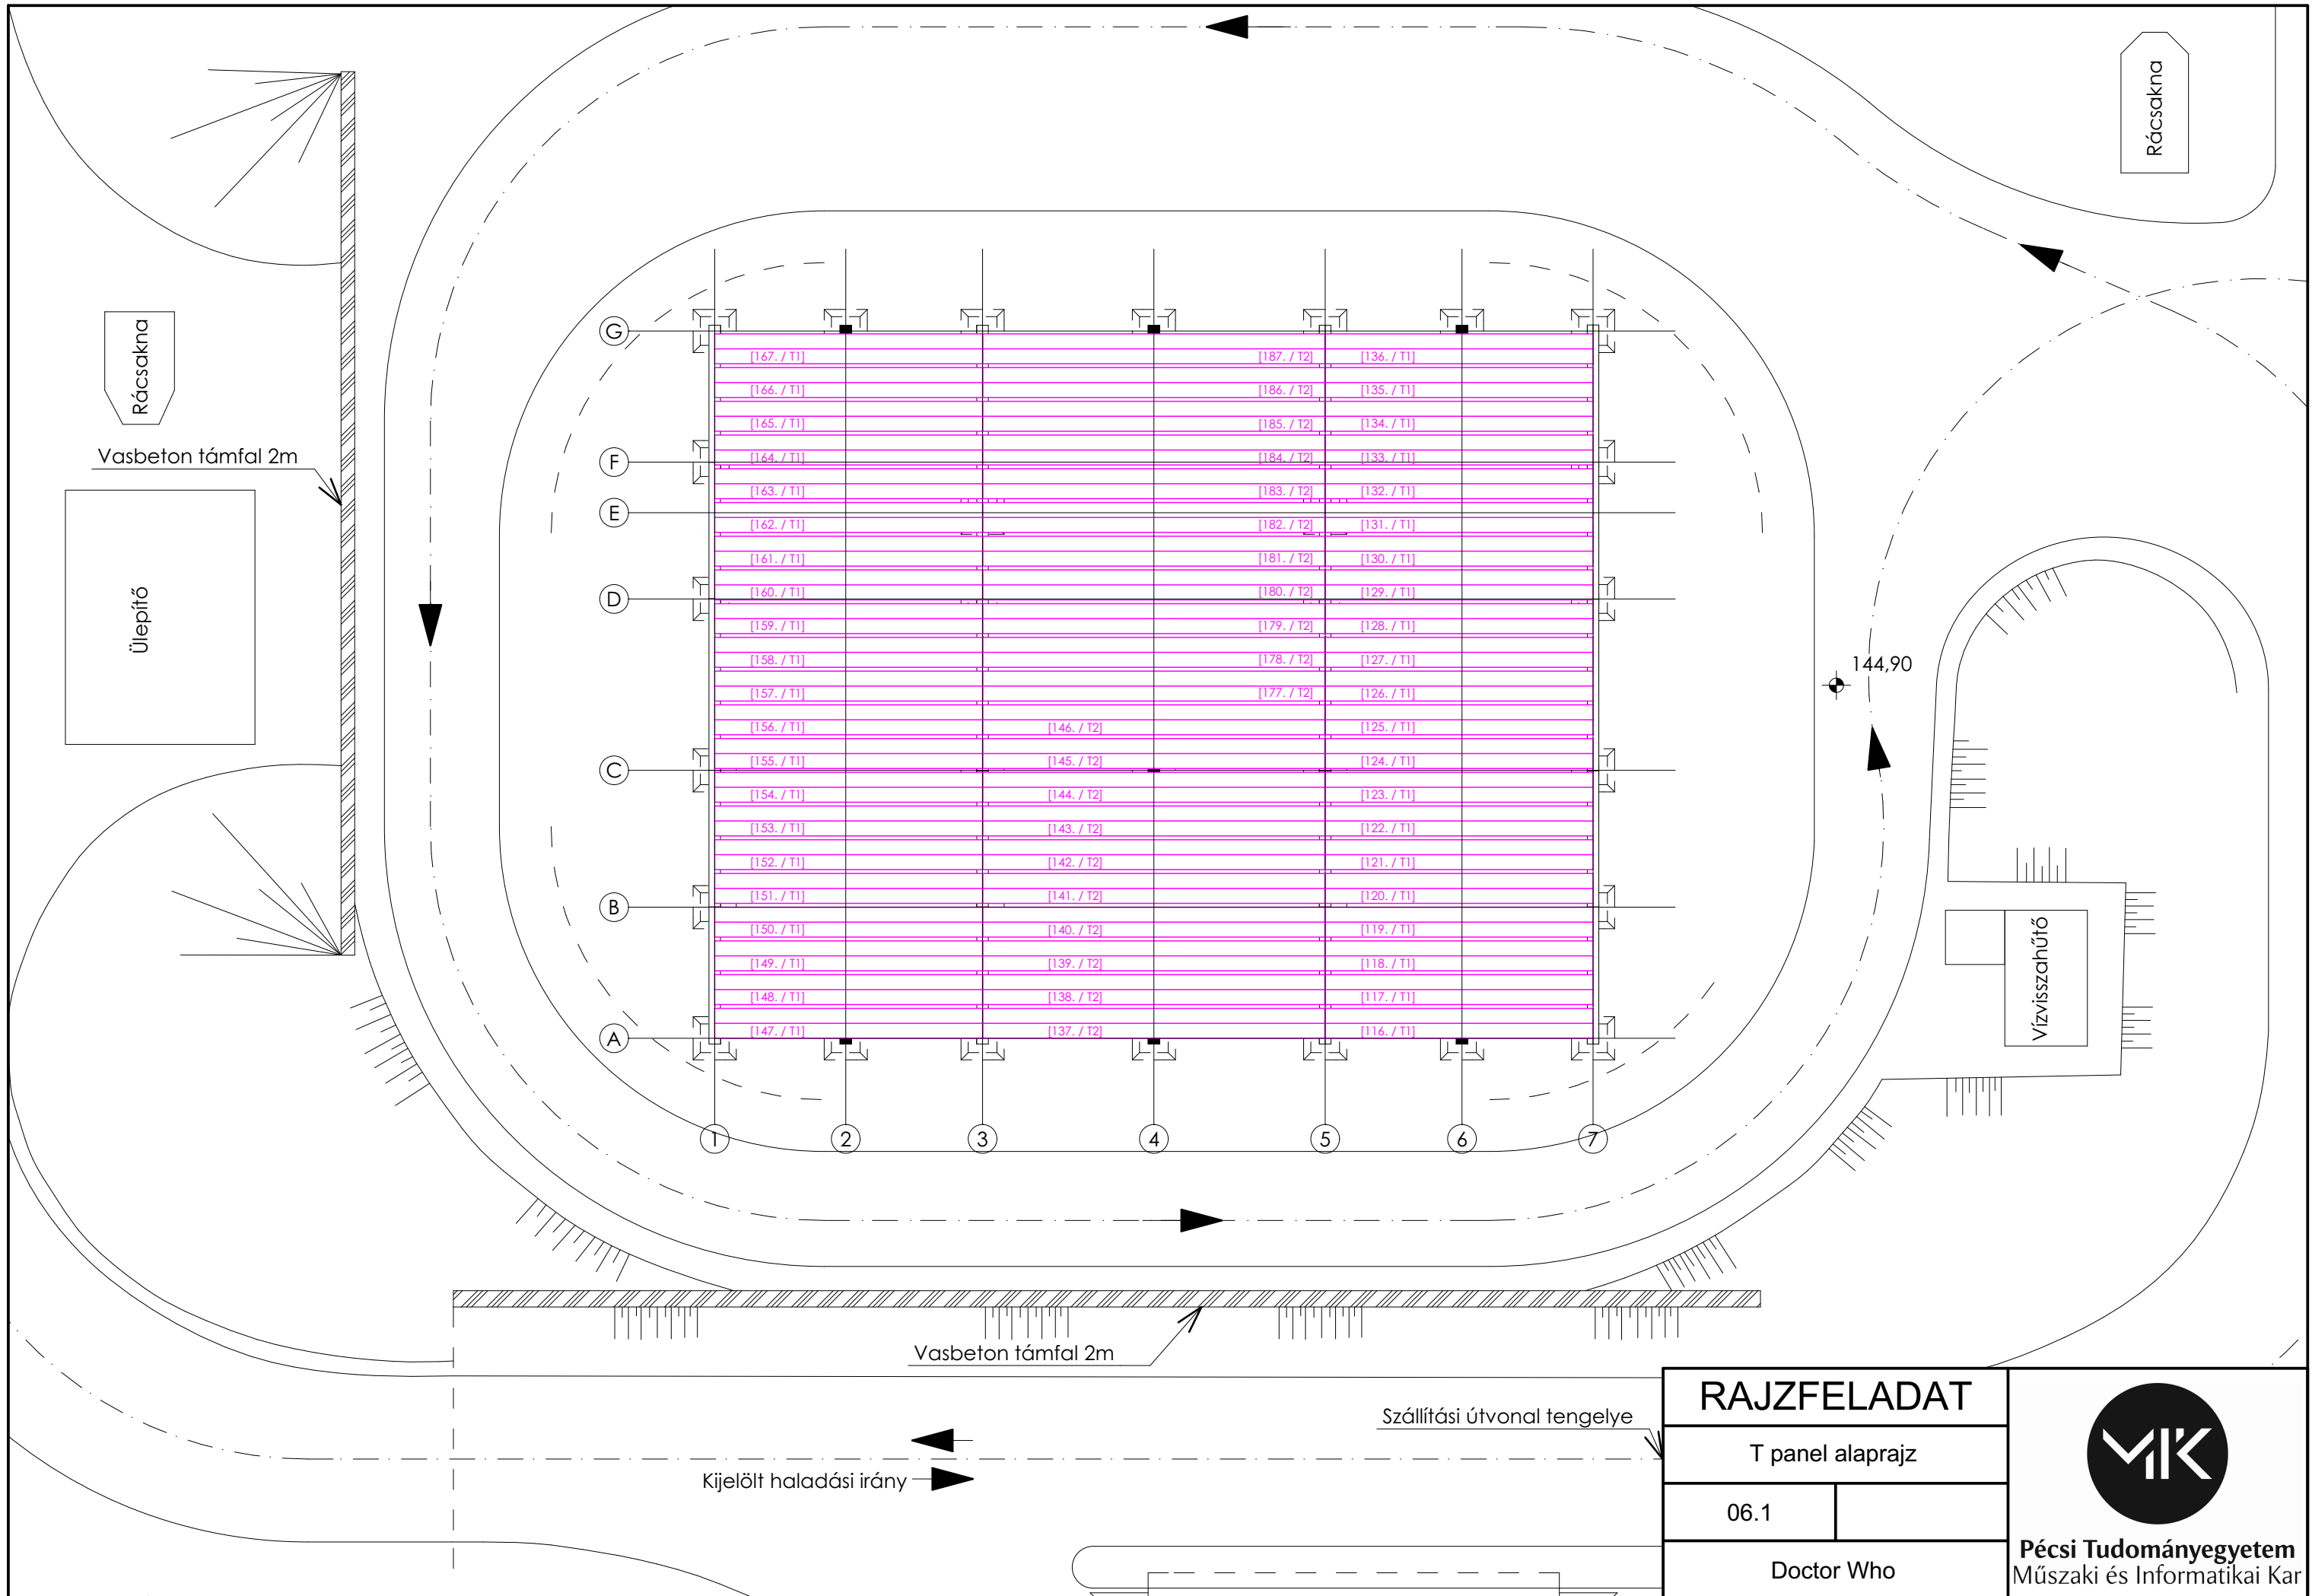 Rácsakna
Rácsakna
Vasbeton támfal 2m
Ülepítő
G
[167. / T1] [187. / T2] [136. / T1]
[166. / T1] [186. / T2] [135. / T1]
[165. / T1] [185. / T2] [134. / T1]
F
[164. / T1] [184. / T2] [133. / T1]
[163. / T1] [183. / T2] [132. / T1]
E
[162. / T1] [182. / T2] [131. / T1]
[161. / T1] [181. / T2] [130. / T1]
D
[160. / T1] [180. / T2] [129. / T1]
[159. / T1] [179. / T2] [128. / T1]
[158. / T1] [178. / T2] [127. / T1]
144,90
[157. / T1] [177. / T2] [126. / T1]
[156. / T1] [146. / T2] [125. / T1]
[155. / T1] [145. / T2] [124. / T1]
C
[154. / T1] [144. / T2] [123. / T1]
[153. / T1] [143. / T2] [122. / T1]
[152. / T1] [142. / T2] [121. / T1]
[151. / T1] [141. / T2] [120. / T1]
B
[150. / T1] [140. / T2] [119. / T1]
[149. / T1] [139. / T2] [118. / T1]
[148. / T1] [138. / T2] [117. / T1]
[147. / T1] [137. / T2] [116. / T1]
A
Vízvisszahűtő
1 2 3 4 5 6 7
Vasbeton támfal 2m
Szállítási útvonal tengelye
Kijelölt haladási irány
RAJZFELADAT
T panel alaprajz
06.1
Doctor Who
MIK
Pécsi Tudományegyetem
Műszaki és Informatikai Kar